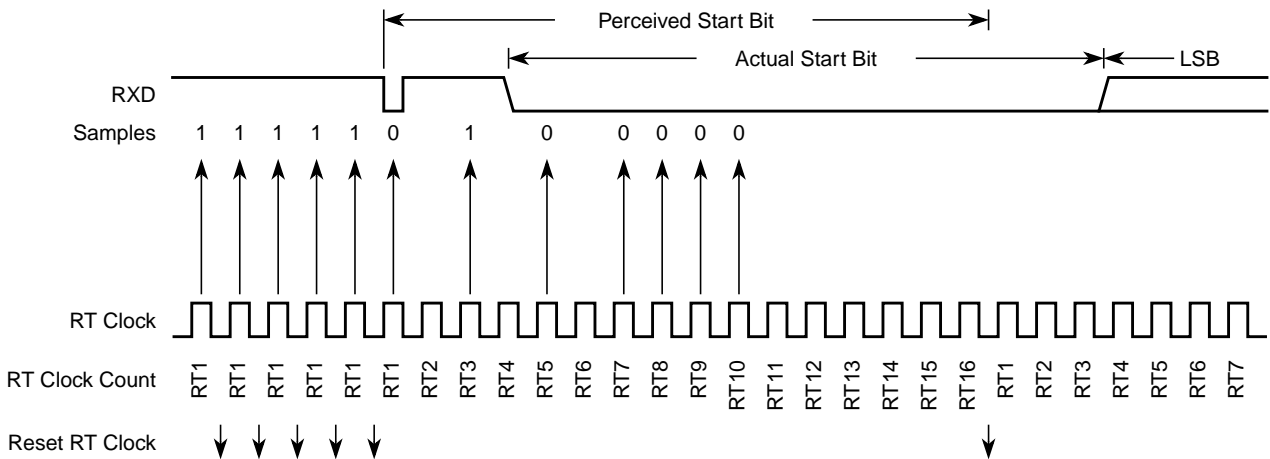 Perceived Start Bit
Actual Start Bit LSB
RXD
Samples 1 1 1 1 1 0 1 0 0 0 0 0
RT Clock
RT Clock Count RT1 RT1 RT1 RT1 RT1 RT1 RT2 RT3 RT4 RT5 RT6 RT7 RT8 RT9 RT10 RT11 RT12 RT13 RT14 RT15 RT16 RT1 RT2 RT3 RT4 RT5 RT6 RT7
Reset RT Clock